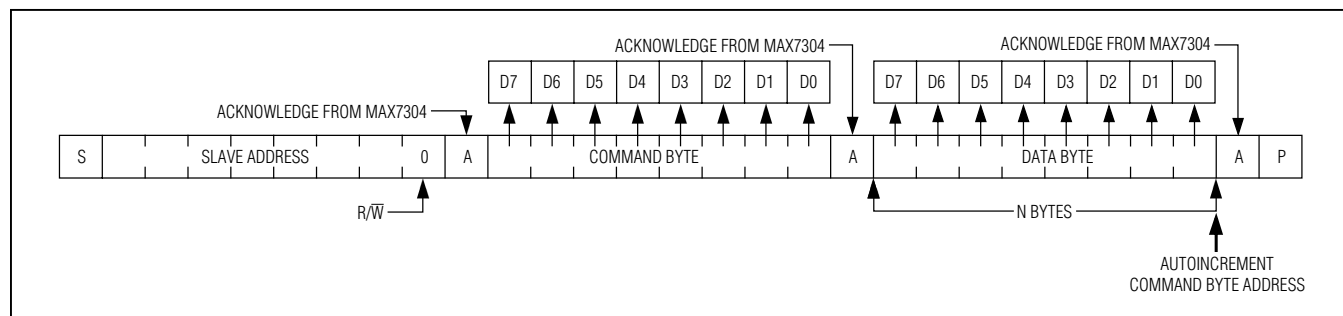 ACKNOWLEDGE FROM MAX7304
ACKNOWLEDGE FROM MAX7304
D7 D6 D5 D4 D3 D2 D1 D0
D7 D6 D5 D4 D3 D2 D1 D0
ACKNOWLEDGE FROM MAX7304
S SLAVE ADDRESS 0 A COMMAND BYTE A DATA BYTE A P
R/W̅
N BYTES
AUTOINCREMENT
COMMAND BYTE ADDRESS